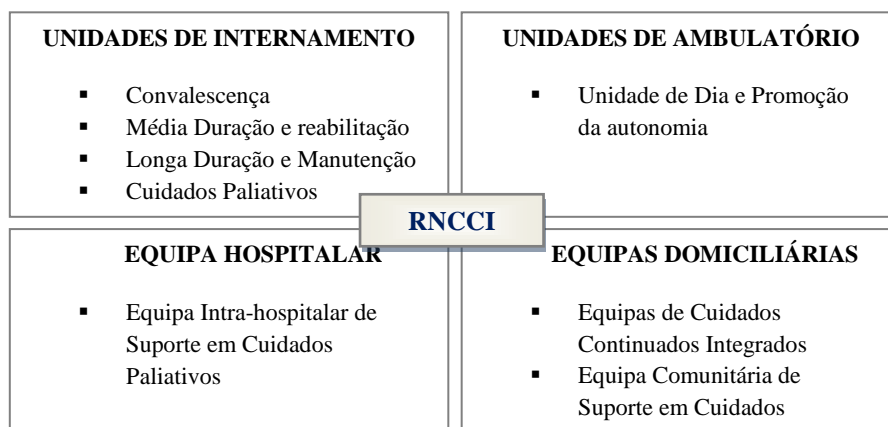 UNIDADES DE INTERNAMENTO
▪ Convalescença
▪ Média Duração e reabilitação
▪ Longa Duração e Manutenção
▪ Cuidados Paliativos
UNIDADES DE AMBULATÓRIO
▪ Unidade de Dia e Promoção
da autonomia
RNCCI
EQUIPA HOSPITALAR
▪ Equipa Intra-hospitalar de
Suporte em Cuidados
Paliativos
EQUIPAS DOMICILIÁRIAS
▪ Equipas de Cuidados
Continuados Integrados
▪ Equipa Comunitária de
Suporte em Cuidados